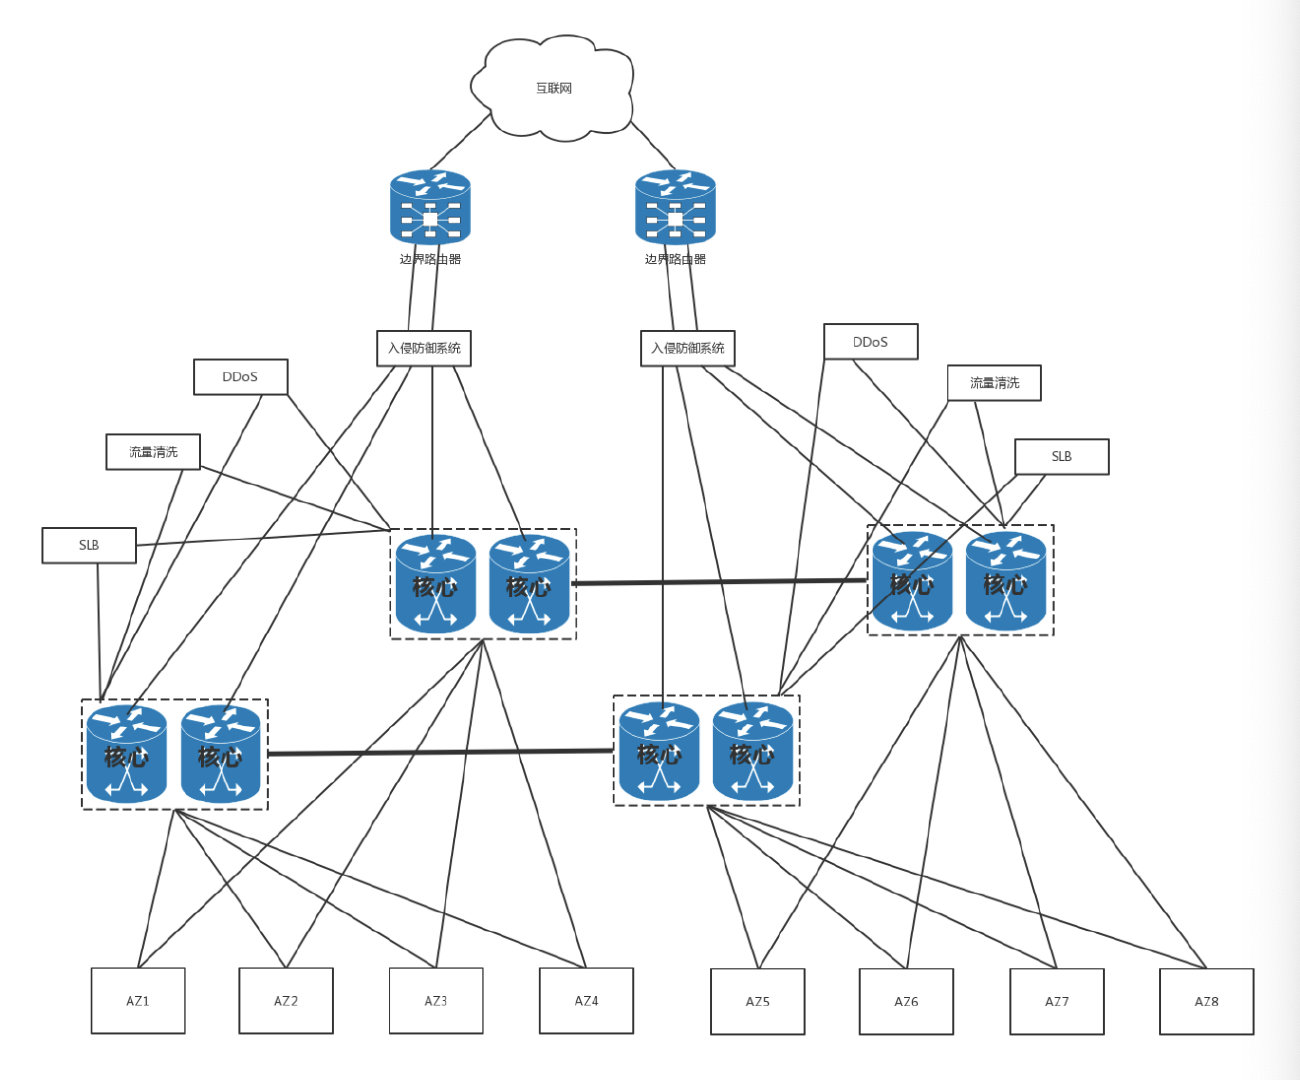 互联网
边界路由器
边界路由器
入侵防御系统
入侵防御系统
DDoS
DDoS
流量清洗
流量清洗
SLB
SLB
核心
核心
核心
核心
核心
核心
核心
核心
AZ1
AZ2
AZ3
AZ4
AZ5
AZ6
AZ7
AZ8